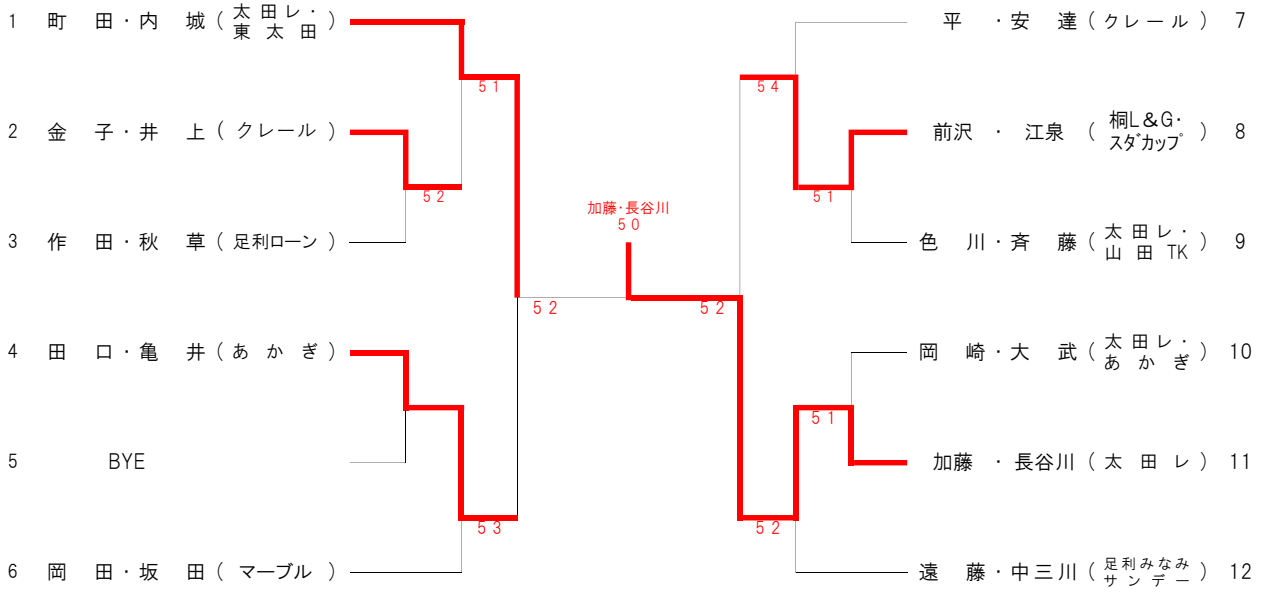 1 町 田・内 城 ( 太 田 レ・東 太 田 )
51
2 金 子・井 上 ( クレール )
52
3 作 田・秋 草 ( 足利ローン )
52
4 田 口・亀 井 ( あ か ぎ )
5 BYE
53
6 岡 田・坂 田 ( マーブル )
加藤・長谷川
50
平 ・安 達 ( クレール ) 7
54
前沢 ・ 江泉 ( 桐L&G・スダカップ ) 8
51
色 川・斉 藤 ( 太 田 レ・山 田 TK ) 9
52
岡 崎・大 武 ( 太 田 レ・あ か ぎ ) 10
51
加藤 ・長谷川 ( 太 田 レ ) 11
52
遠 藤・中三川 ( 足利みなみサンデー ) 12